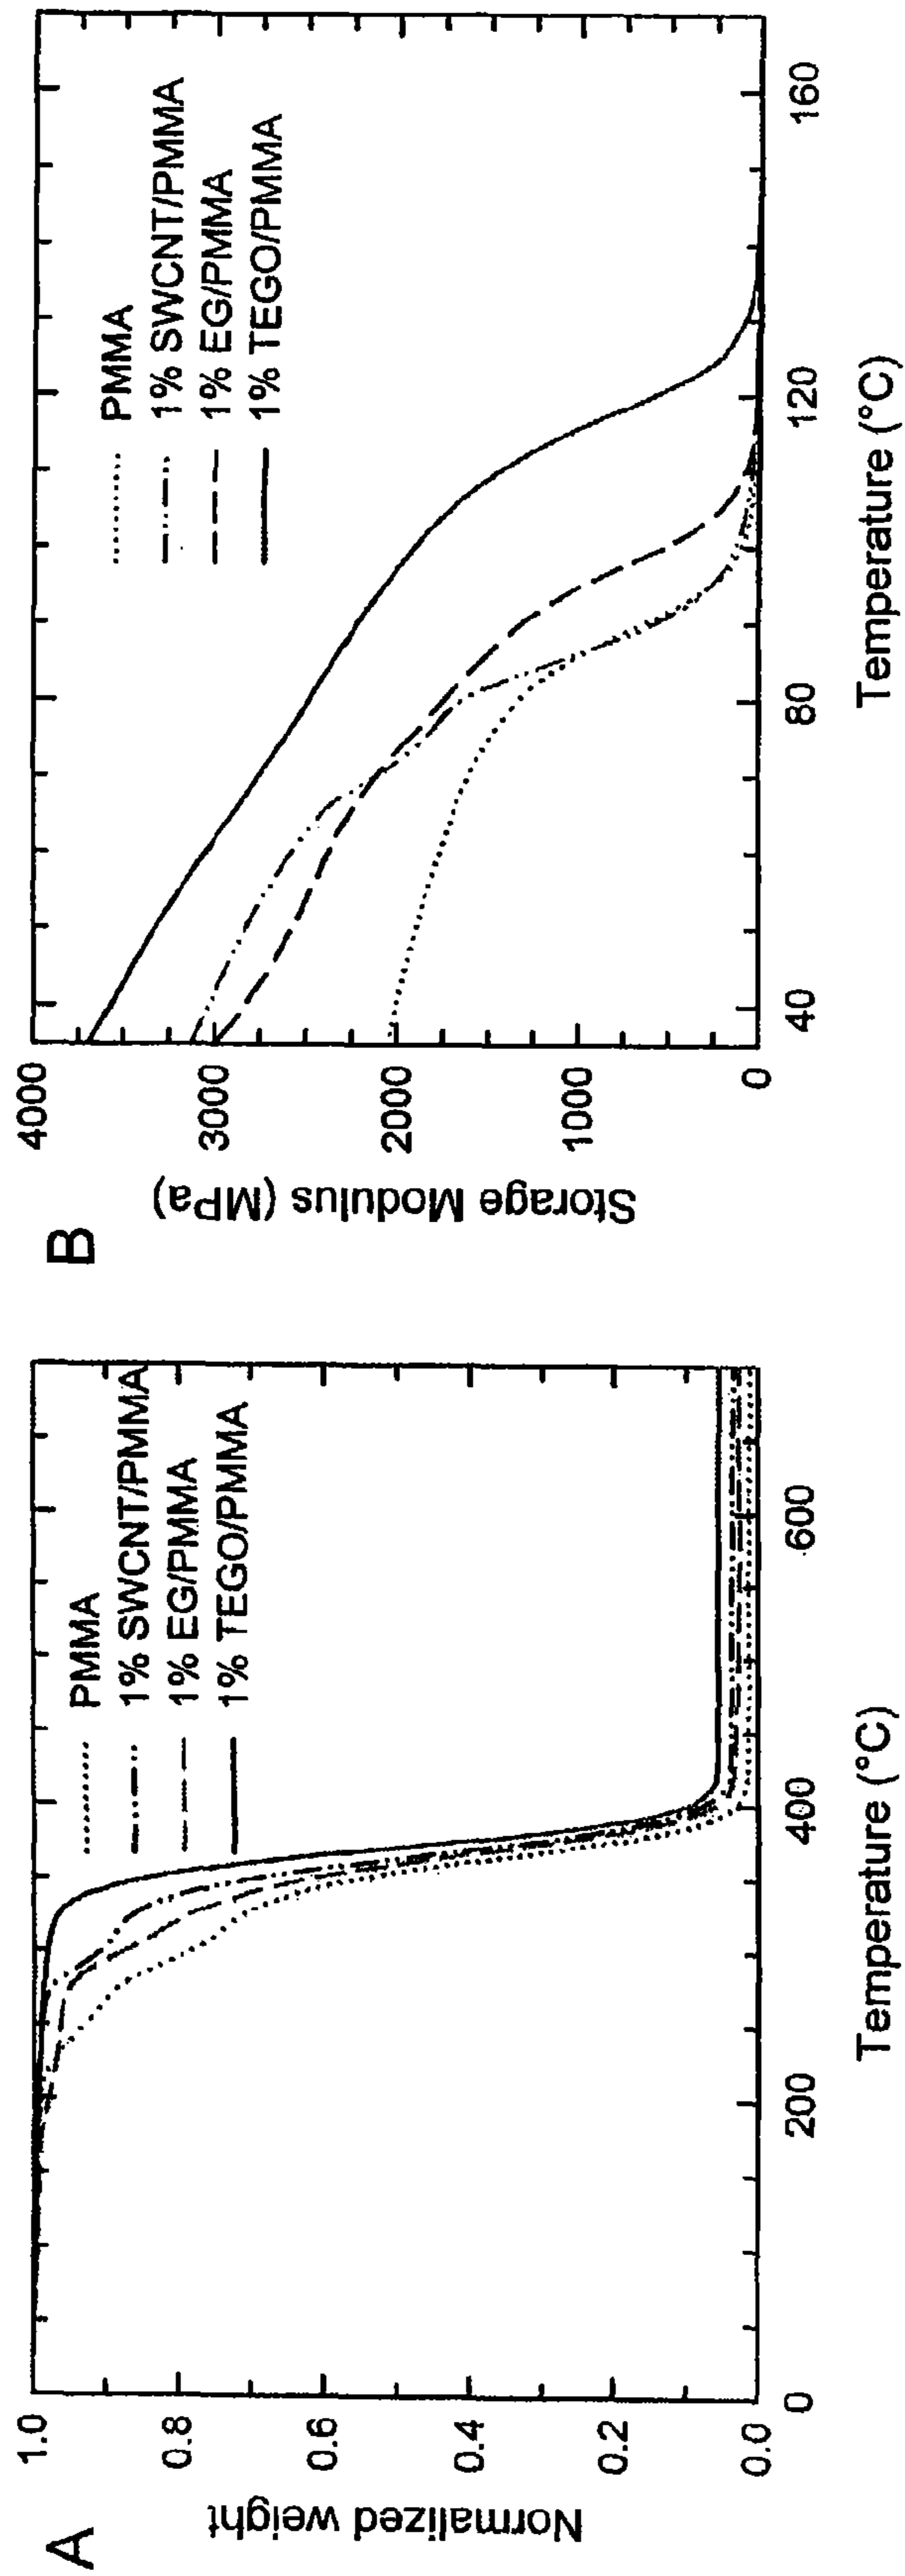 A
Normalized weight
1.0
0.8
0.6
0.4
0.2
0.0
0
200
400
600
Temperature (°C)
PMMA
1% SWCNT/PMMA
1% EG/PMMA
1% TEGO/PMMA
B
Storage Modulus (MPa)
4000
3000
2000
1000
0
40
80
120
160
Temperature (°C)
PMMA
1% SWCNT/PMMA
1% EG/PMMA
1% TEGO/PMMA